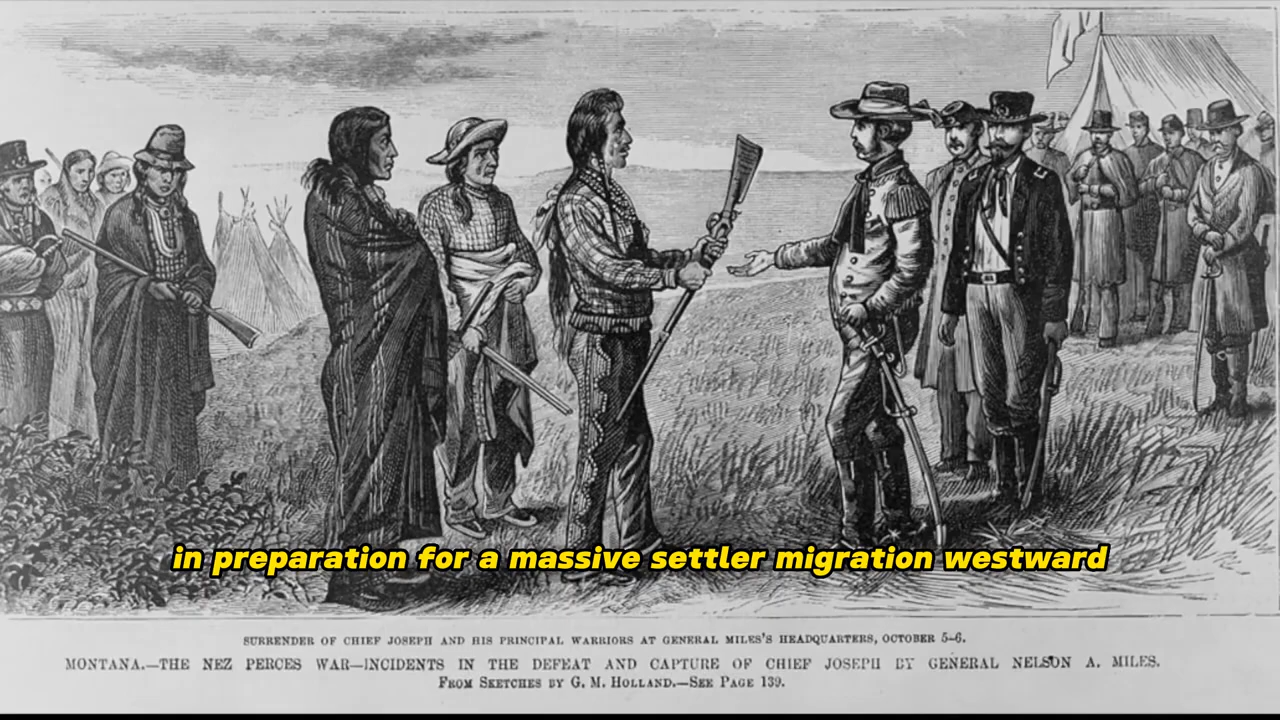 in preparation for a massive settler migration westward
SURRENDER OF CHIEF JOSEPH AND HIS PRINCIPAL WARRIORS AT GENERAL MILES'S HEADQUARTERS, OCTOBER 5-6.
MONTANA.—THE NEZ PERCES WAR—INCIDENTS IN THE DEFEAT AND CAPTURE OF CHIEF JOSEPH BY GENERAL NELSON A. MILES.
FROM SKETCHES BY G. M. HOLLAND.—SEE PAGE 139.